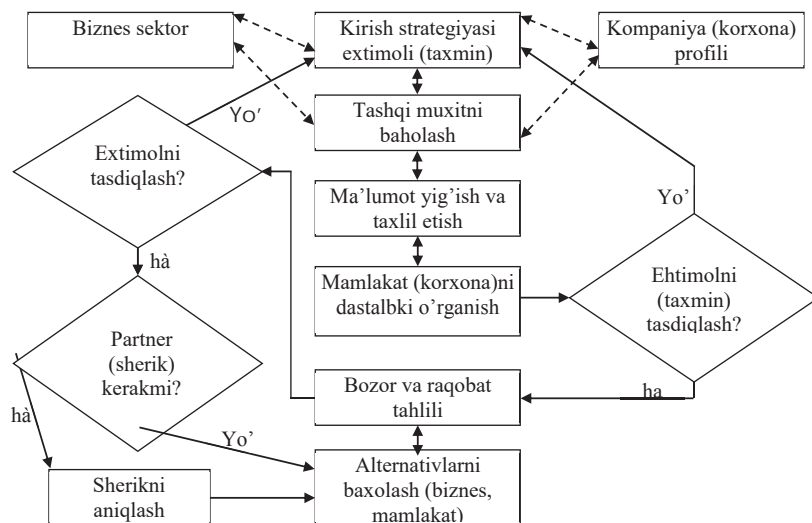 Biznes sektor
Kirish strategiyasi
extimoli (taxmin)
Kompaniya (korxona)
profili
Yo’
Tashqi muxitni
baholash
Extimolni
tasdiqlash?
Ma’lumot yig’ish va
taxlil etish
Yo’
hà
Mamlakat (korxona)ni
dastalbki o’rganish
Ehtimolni
(taxmin)
tasdiqlash?
Partner
(sherik)
kerakmi?
Bozor va raqobat
tahlili
ha
hà
Yo’
Sherikni
aniqlash
Alternativlarni
baxolash (biznes,
mamlakat)